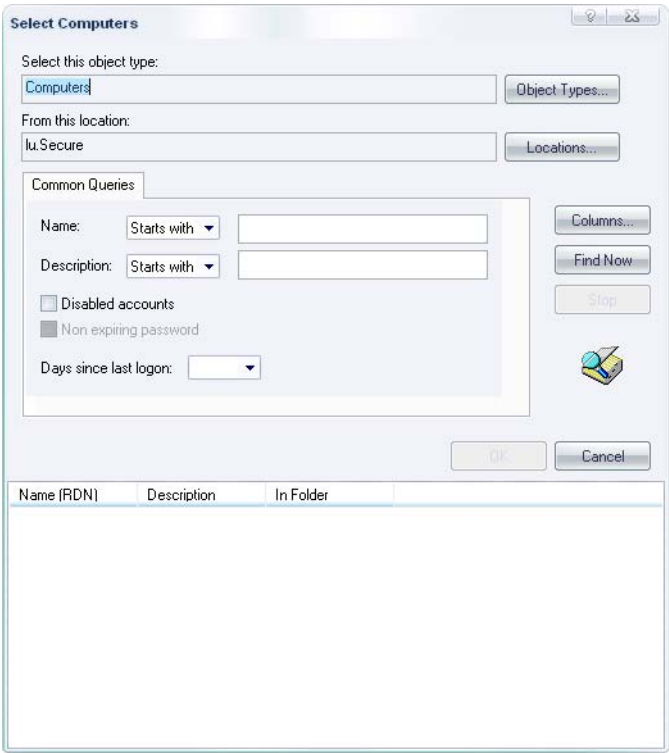 Select Computers
Select this object type:
Computers
Object Types...
From this location:
lu.Secure
Locations...
Common Queries
Name:
Starts with
Columns...
Description:
Starts with
Find Now
Disabled accounts
Stop
Non expiring password
Days since last logon:
OK
Cancel
Name (RDN)
Description
In Folder